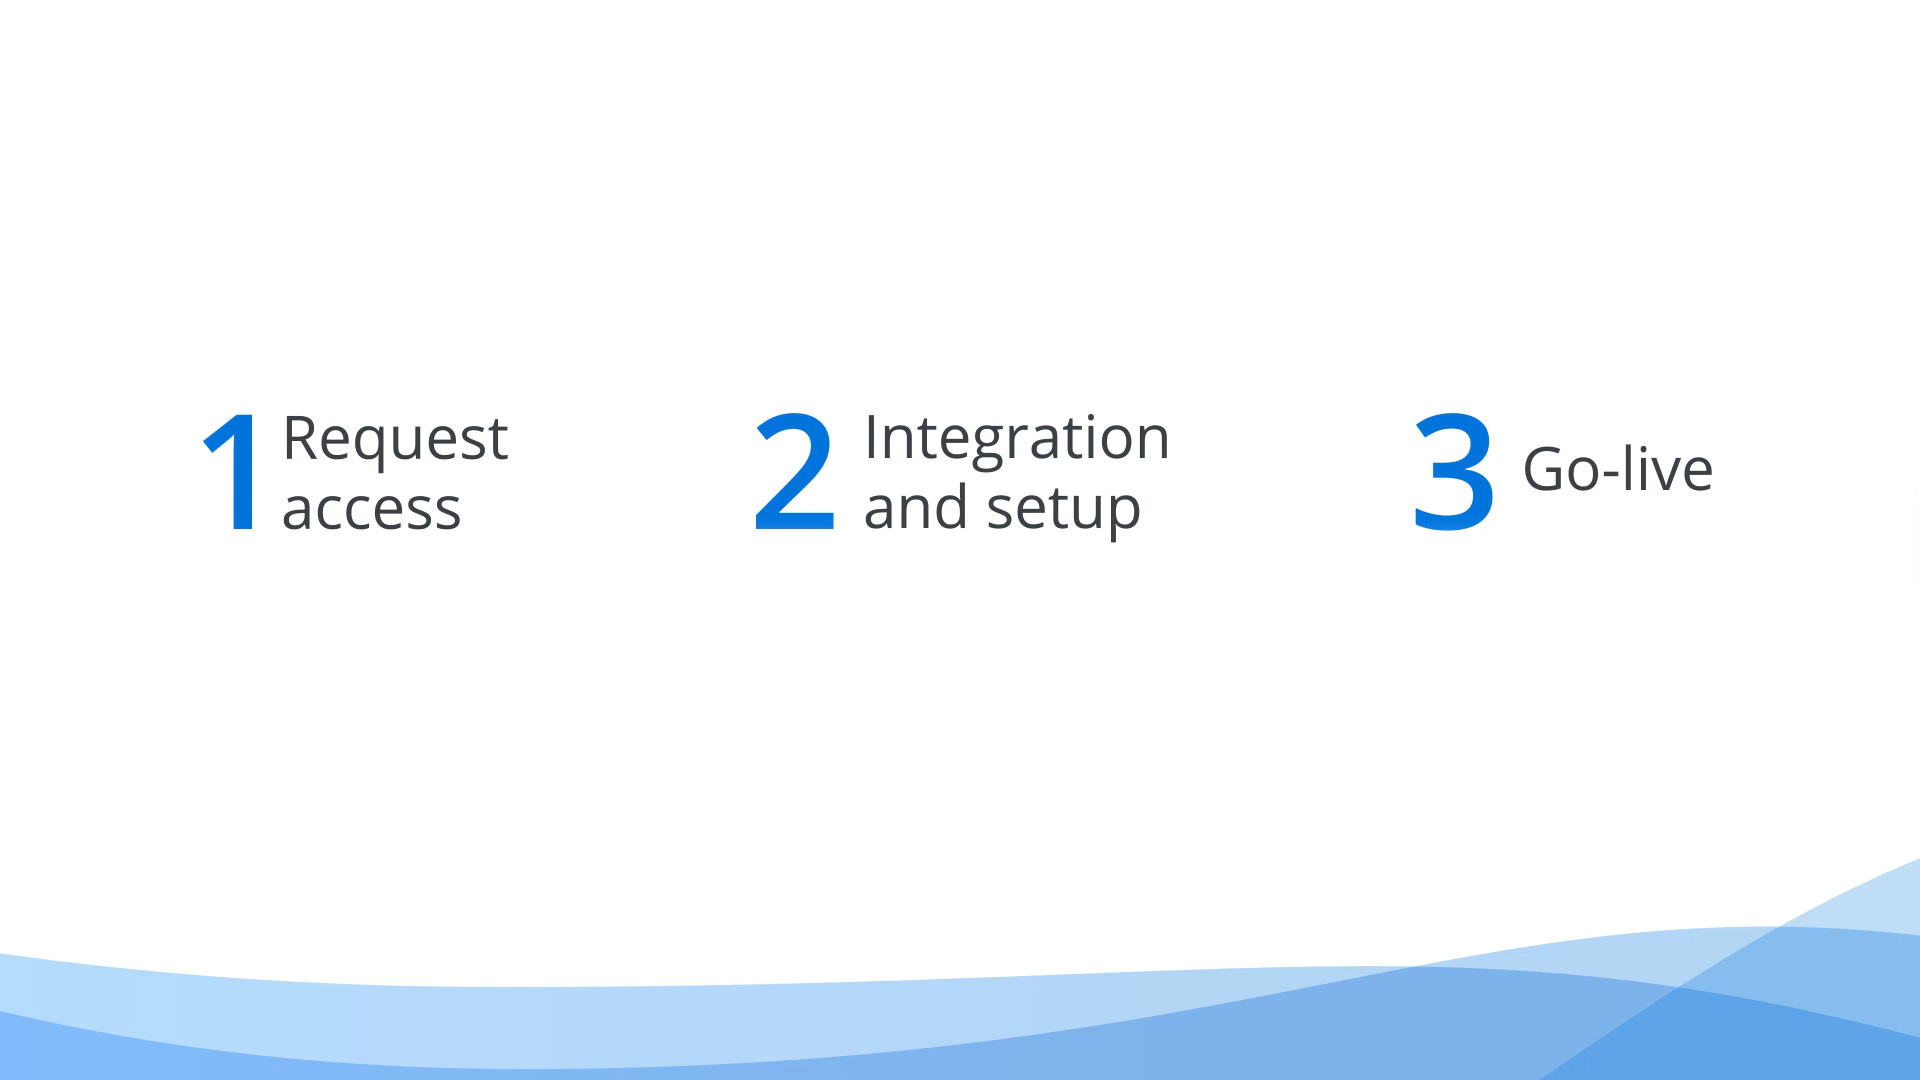 1 Request
access
2 Integration
and setup
3 Go-live